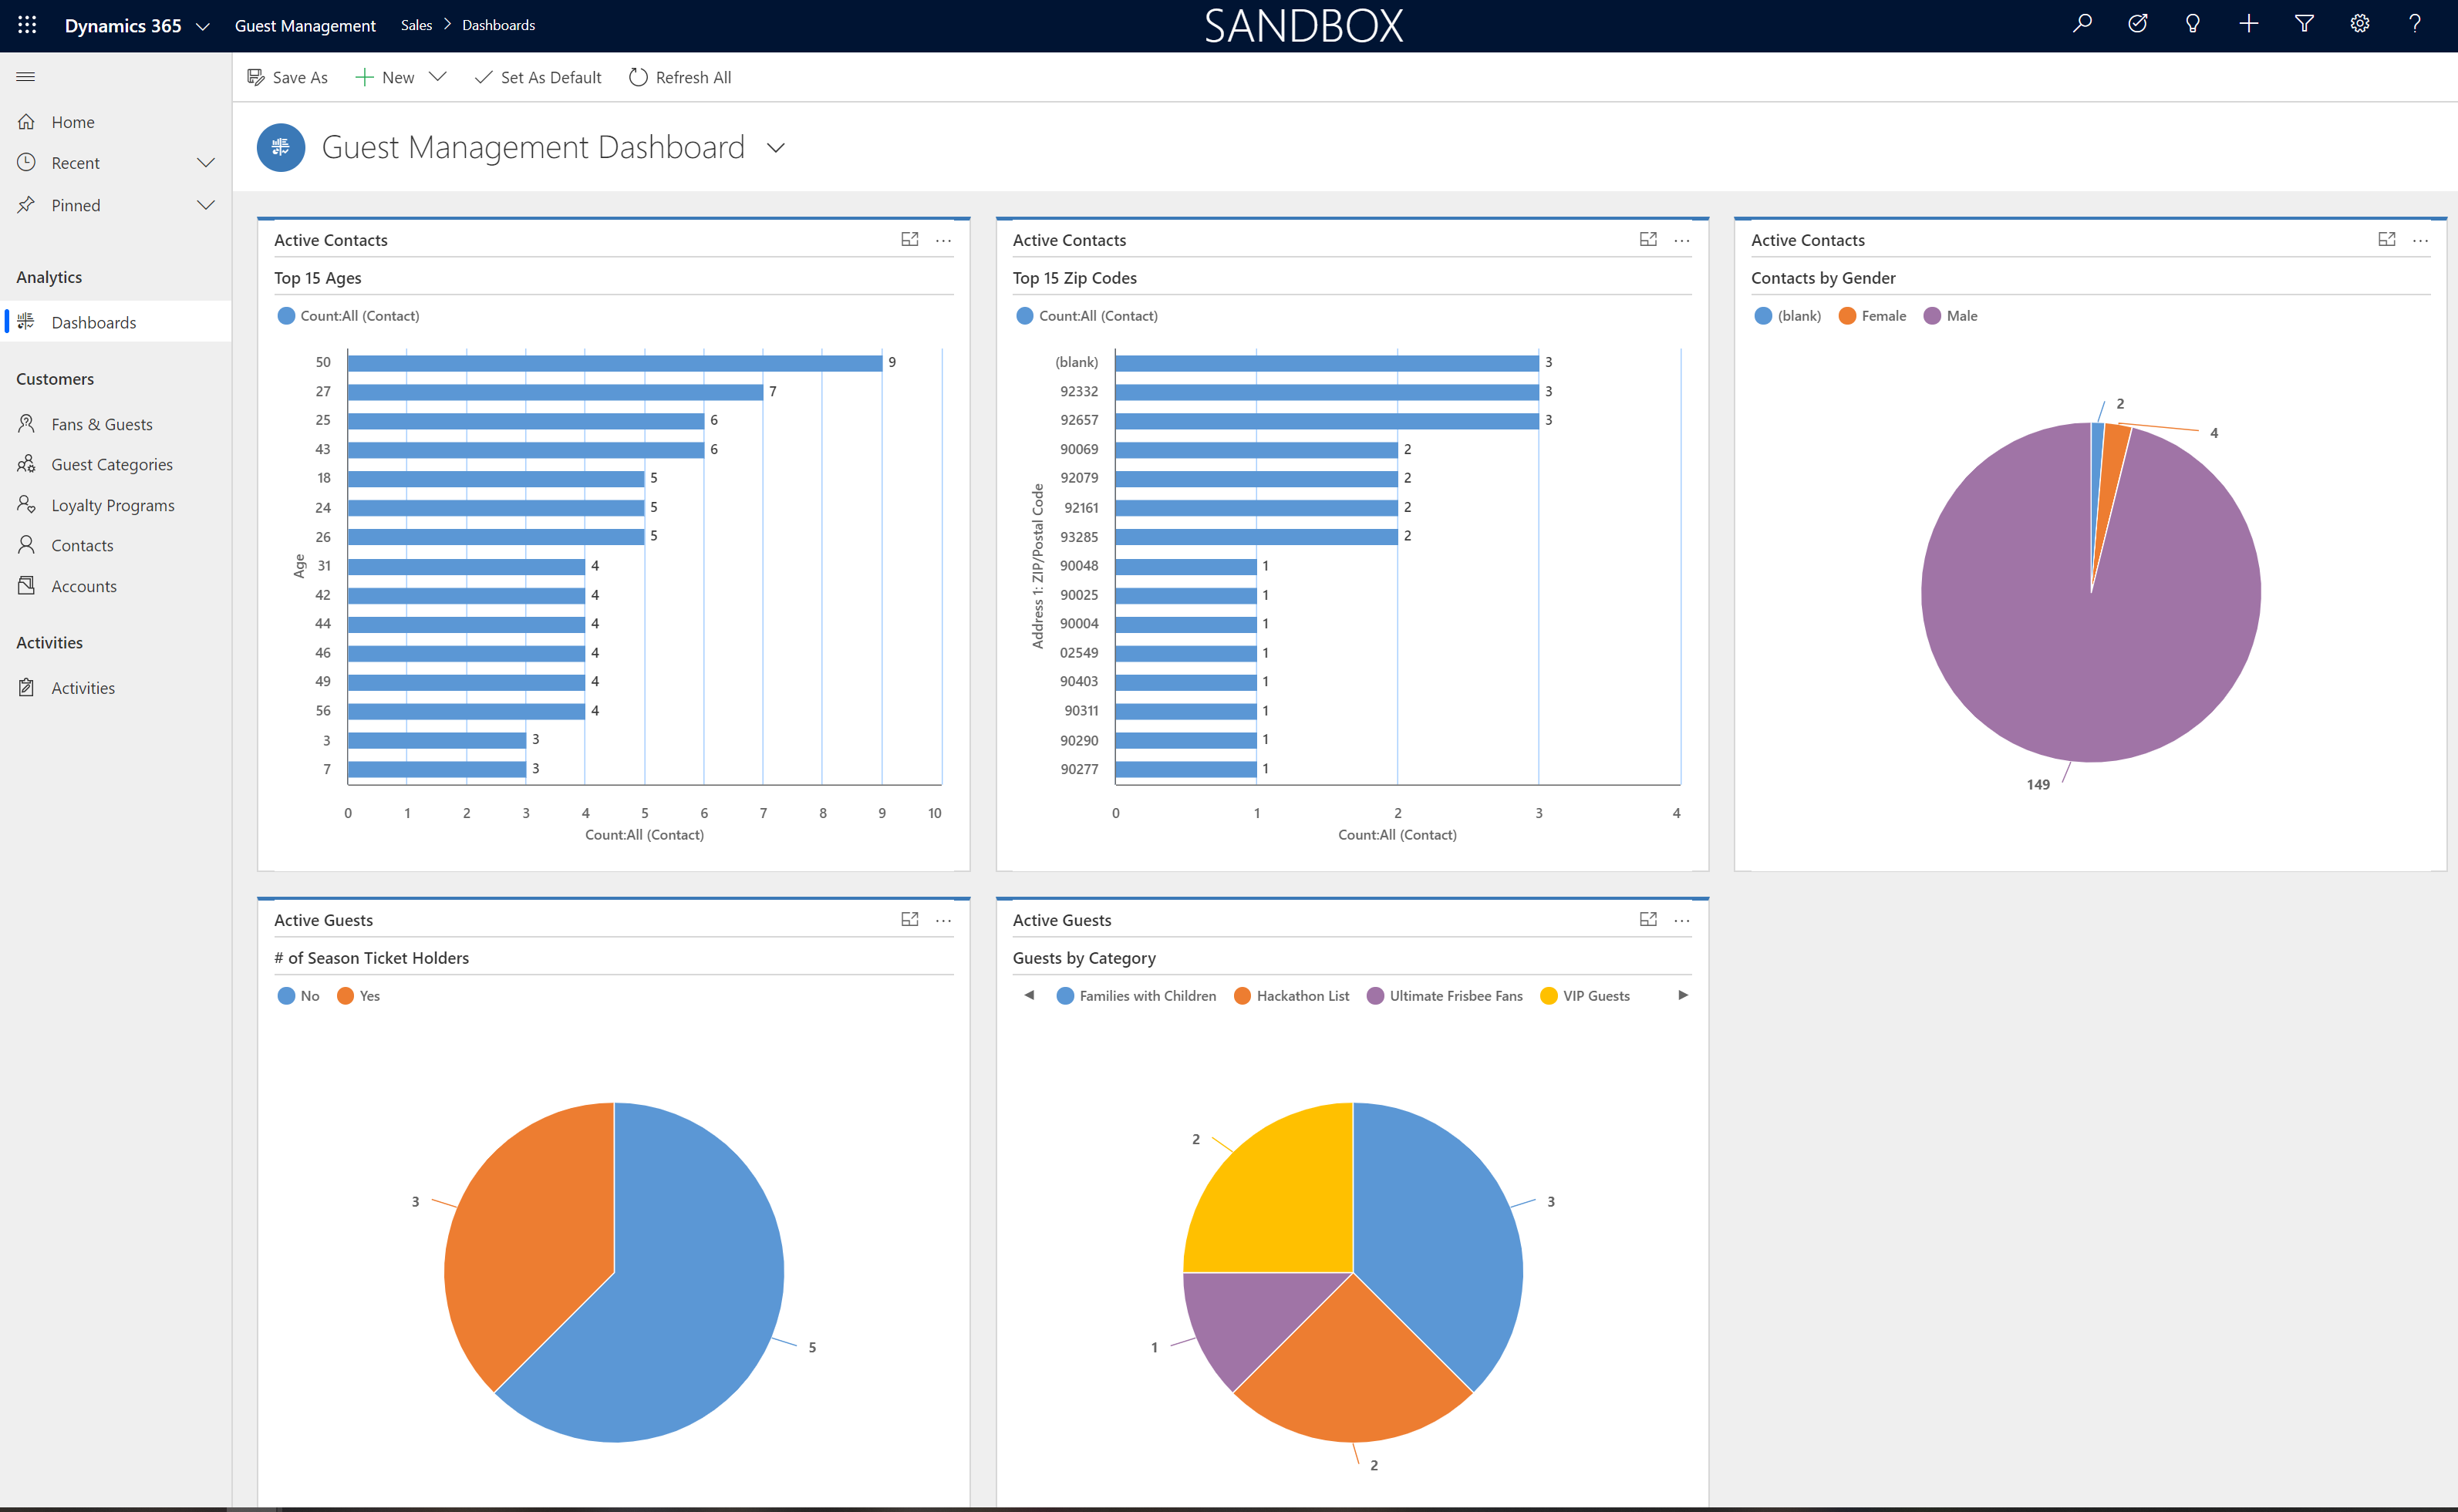 Dynamics 365 Guest Management Sales > Dashboards SANDBOX ?
Save As New Set As Default Refresh All
Home
Recent
Pinned
Analytics
Dashboards
Customers
Fans & Guests
Guest Categories
Loyalty Programs
Contacts
Accounts
Activities
Activities
Guest Management Dashboard
Active Contacts ...
Top 15 Ages
Count:All (Contact)
Age
50 9
27 7
25 6
43 6
18 5
24 5
26 5
31 4
42 4
44 4
46 4
49 4
56 4
3 3
7 3
0 1 2 3 4 5 6 7 8 9 10
Count:All (Contact)
Active Contacts ...
Top 15 Zip Codes
Count:All (Contact)
Address 1: ZIP/Postal Code
(blank) 3
92332 3
92657 3
90069 2
92079 2
92161 2
93285 2
90048 1
90025 1
90004 1
02549 1
90403 1
90311 1
90290 1
90277 1
0 1 2 3 4
Count:All (Contact)
Active Contacts ...
Contacts by Gender
(blank) Female Male
2
4
149
Active Guests ...
# of Season Ticket Holders
No Yes
3
5
Active Guests ...
Guests by Category
Families with Children Hackathon List Ultimate Frisbee Fans VIP Guests
2
3
1
2